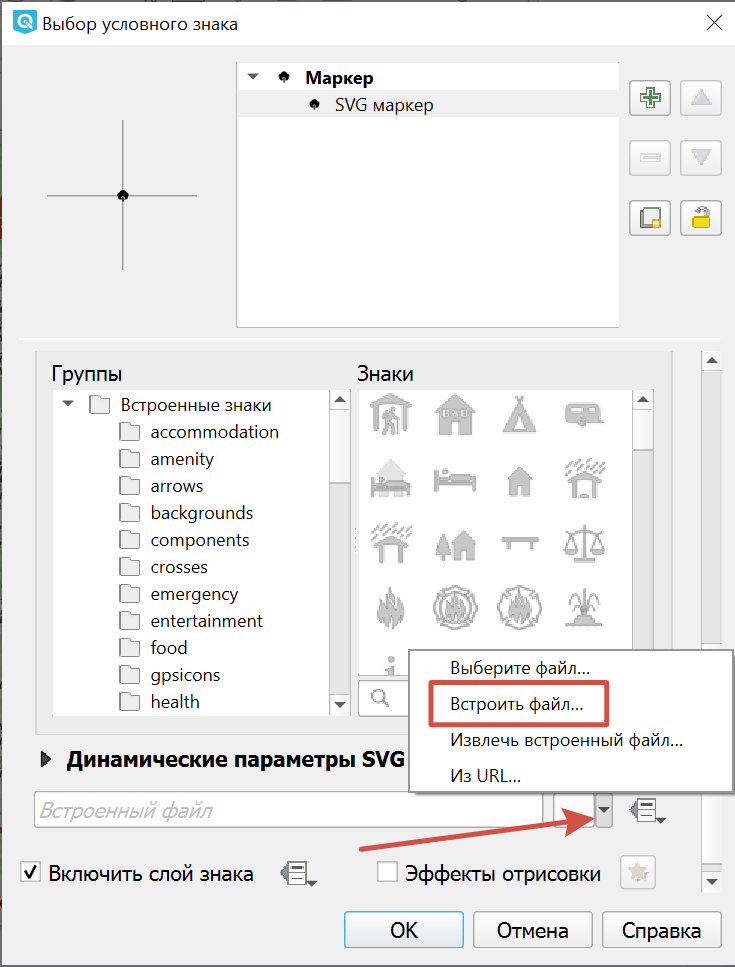 Выбор условного знака
Маркер
SVG маркер
Группы
Знаки
Встроенные знаки
accommodation
amenity
arrows
backgrounds
components
crosses
emergency
entertainment
food
gpsicons
health
B&B
Выберите файл...
Встроить файл...
Извлечь встроенный файл...
Из URL...
Динамические параметры SVG
Встроенный файл
Включить слой знака
Эффекты отрисовки
OK
Отмена
Справка